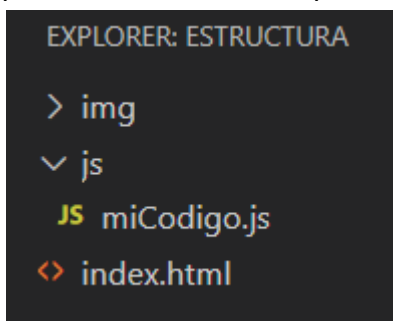 EXPLORER: ESTRUCTURA
img
js
JS miCodigo.js
index.html